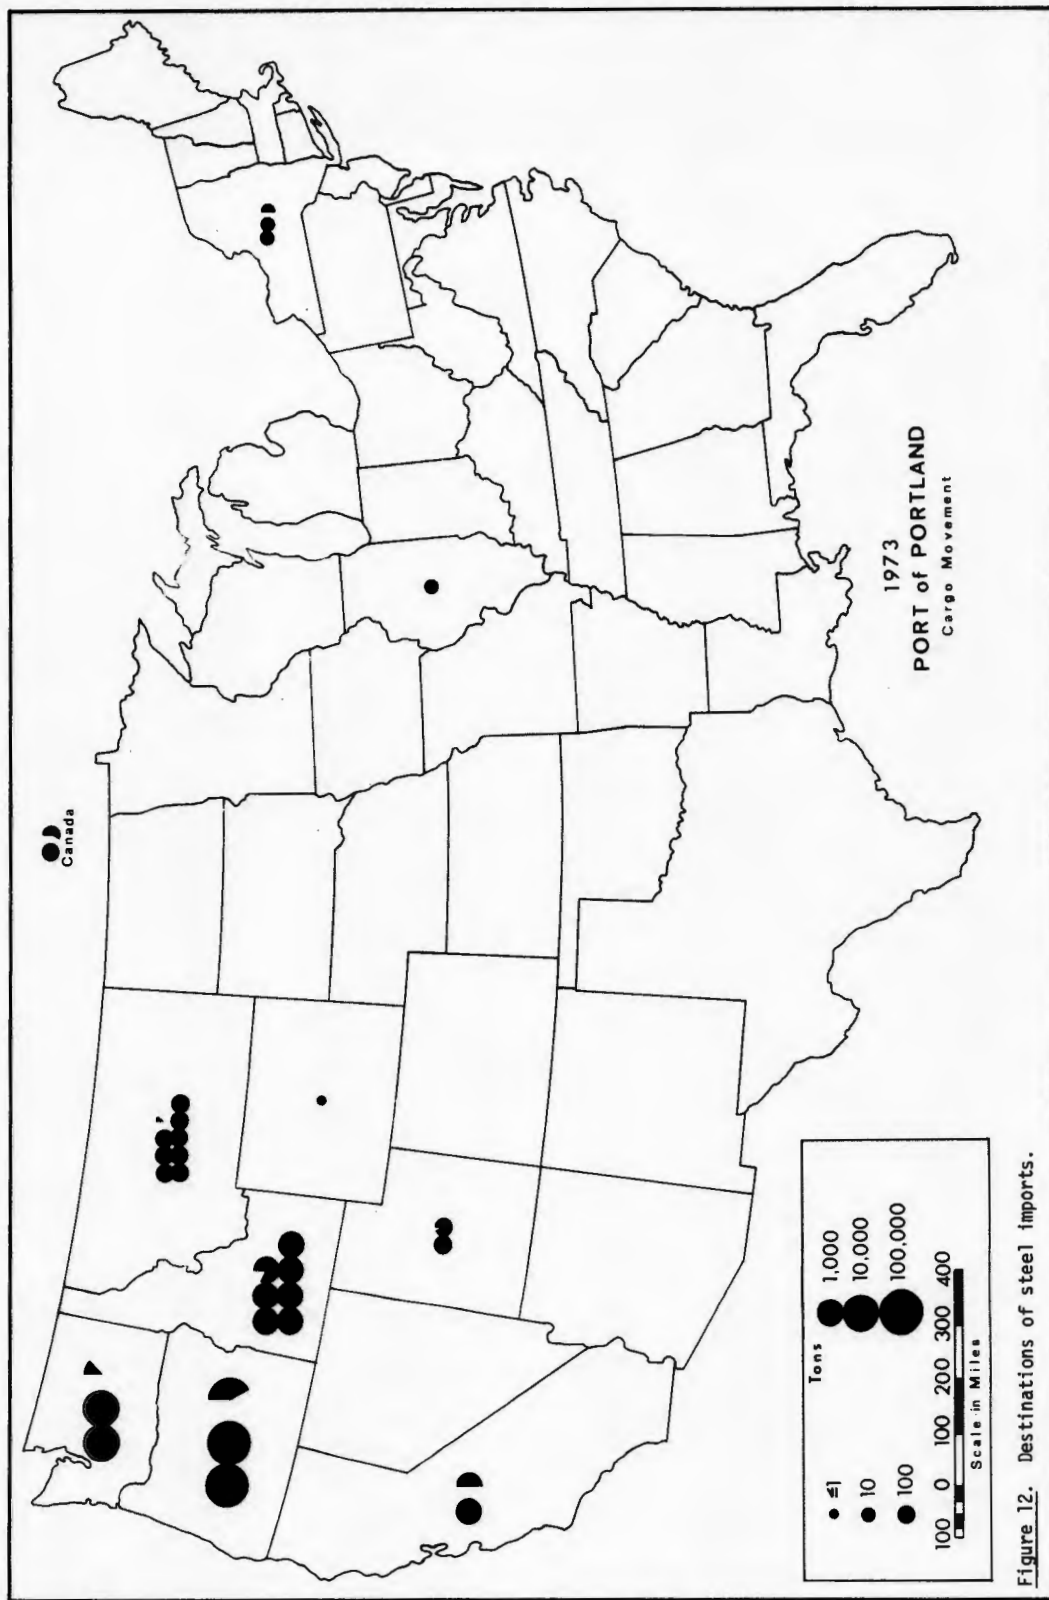 Canada
1973
PORT of PORTLAND
Cargo Movement
Tons
≤1
10
100
1,000
10,000
100,000
100 0 100 200 300 400
Scale in Miles
Figure 12. Destinations of steel imports.